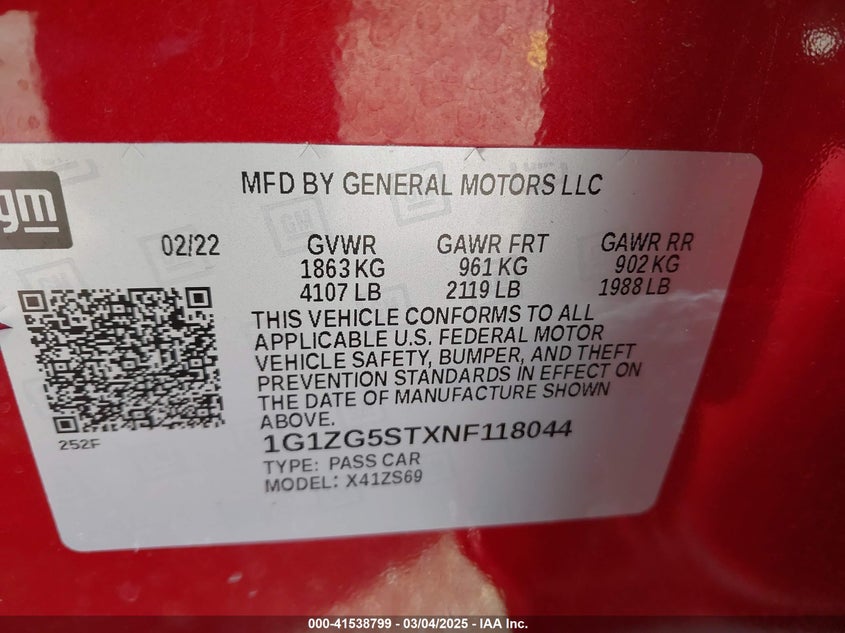 MFD BY GENERAL MOTORS LLC
gm
02/22 GVWR GAWR FRT GAWR RR
1863 KG 961 KG 902 KG
4107 LB 2119 LB 1988 LB
THIS VEHICLE CONFORMS TO ALL
APPLICABLE U.S. FEDERAL MOTOR
VEHICLE SAFETY, BUMPER, AND THEFT
PREVENTION STANDARDS IN EFFECT ON
THE DATE OF MANUFACTURE SHOWN
ABOVE.
252F
1G1ZG5STXNF118044
TYPE: PASS CAR
MODEL: X41ZS69
000-41538799 - 03/04/2025 - IAA Inc.